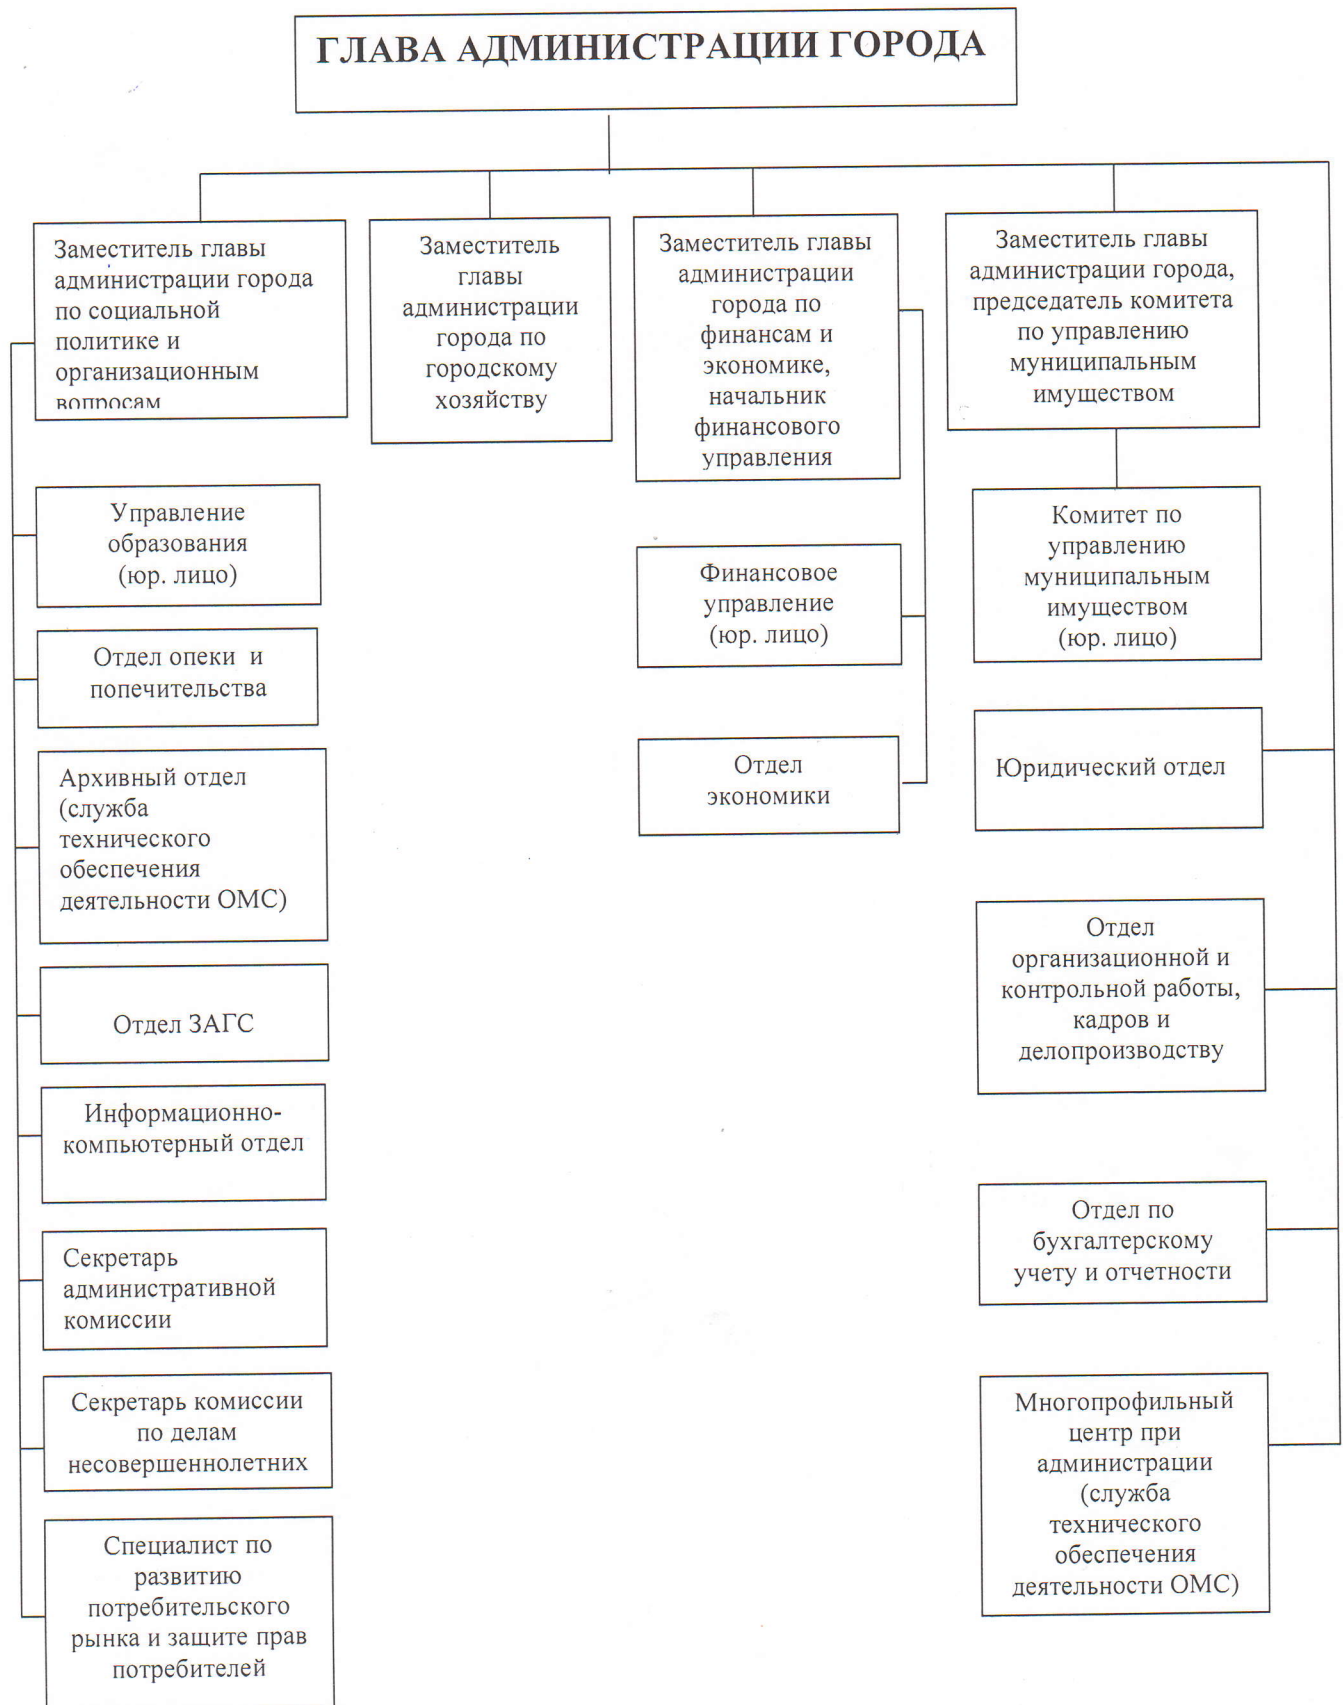 ГЛАВА АДМИНИСТРАЦИИ ГОРОДА
Заместитель главы
администрации города
по социальной
политике и
организационным
вопросам
Заместитель
главы
администрации
города по
городскому
хозяйству
Заместитель главы
администрации
города по
финансам и
экономике,
начальник
финансового
управления
Заместитель главы
администрации города,
председатель комитета
по управлению
муниципальным
имуществом
Управление
образования
(юр. лицо)
Отдел опеки и
попечительства
Архивный отдел
(служба
технического
обеспечения
деятельности ОМС)
Отдел ЗАГС
Информационно-
компьютерный отдел
Секретарь
административной
комиссии
Секретарь комиссии
по делам
несовершеннолетних
Специалист по
развитию
потребительского
рынка и защите прав
потребителей
Финансовое
управление
(юр. лицо)
Отдел
экономики
Комитет по
управлению
муниципальным
имуществом
(юр. лицо)
Юридический отдел
Отдел
организационной и
контрольной работы,
кадров и
делопроизводству
Отдел по
бухгалтерскому
учету и отчетности
Многопрофильный
центр при
администрации
(служба
технического
обеспечения
деятельности ОМС)